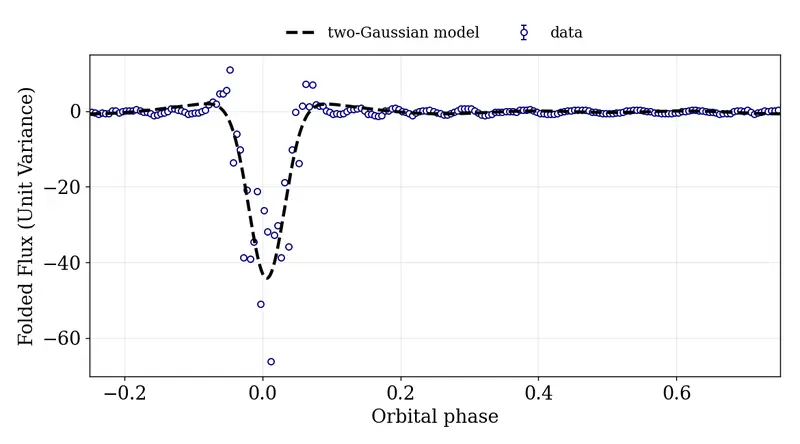 two-Gaussian model
data
Folded Flux (Unit Variance)
0
−20
−40
−60
−0.2
0.0
0.2
0.4
0.6
Orbital phase